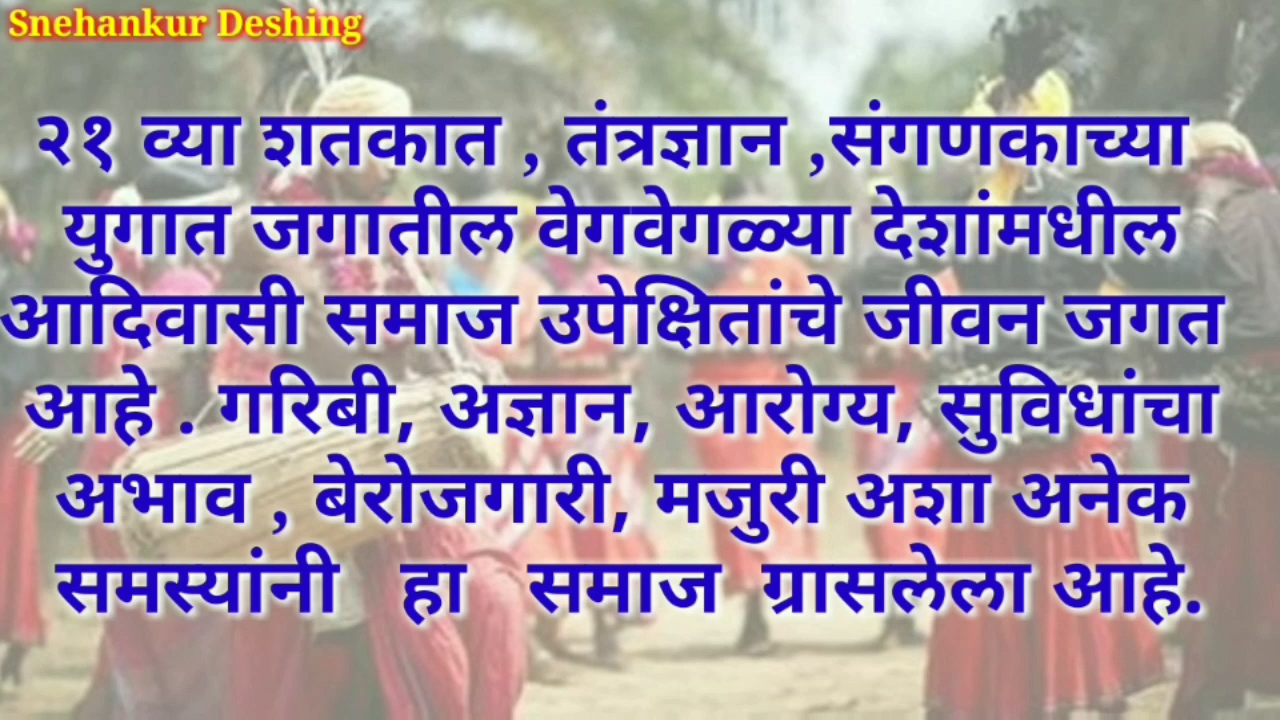 Snehankur Deshing
२१ व्या शतकात , तंत्रज्ञान ,संगणकाच्या
युगात जगातील वेगवेगळ्या देशांमधील
आदिवासी समाज उपेक्षितांचे जीवन जगत
आहे . गरिबी, अज्ञान, आरोग्य, सुविधांचा
अभाव , बेरोजगारी, मजुरी अशा अनेक
समस्यांनी हा समाज ग्रासलेला आहे.